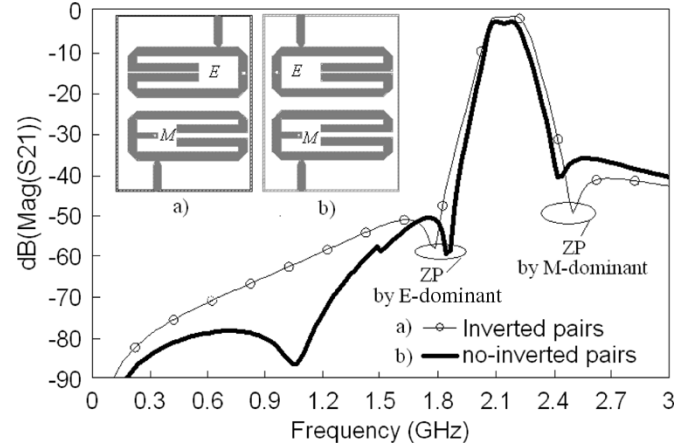 0
-10
-20
-30
-40
-50
-60
-70
-80
-90
dB(Mag(S21))
E
M
a)
E
M
b)
ZP
by E-dominant
ZP
by M-dominant
a) Inverted pairs
b) no-inverted pairs
0 0.3 0.6 0.9 1.2 1.5 1.8 2.1 2.4 2.7 3
Frequency (GHz)